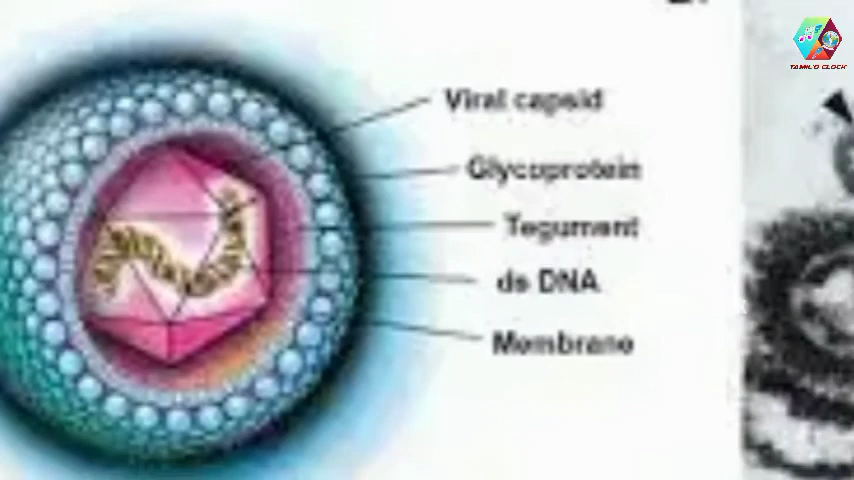 Viral capsid
Glycoprotein
Tegument
ds DNA
Membrane
TAMIL'O CLOCK